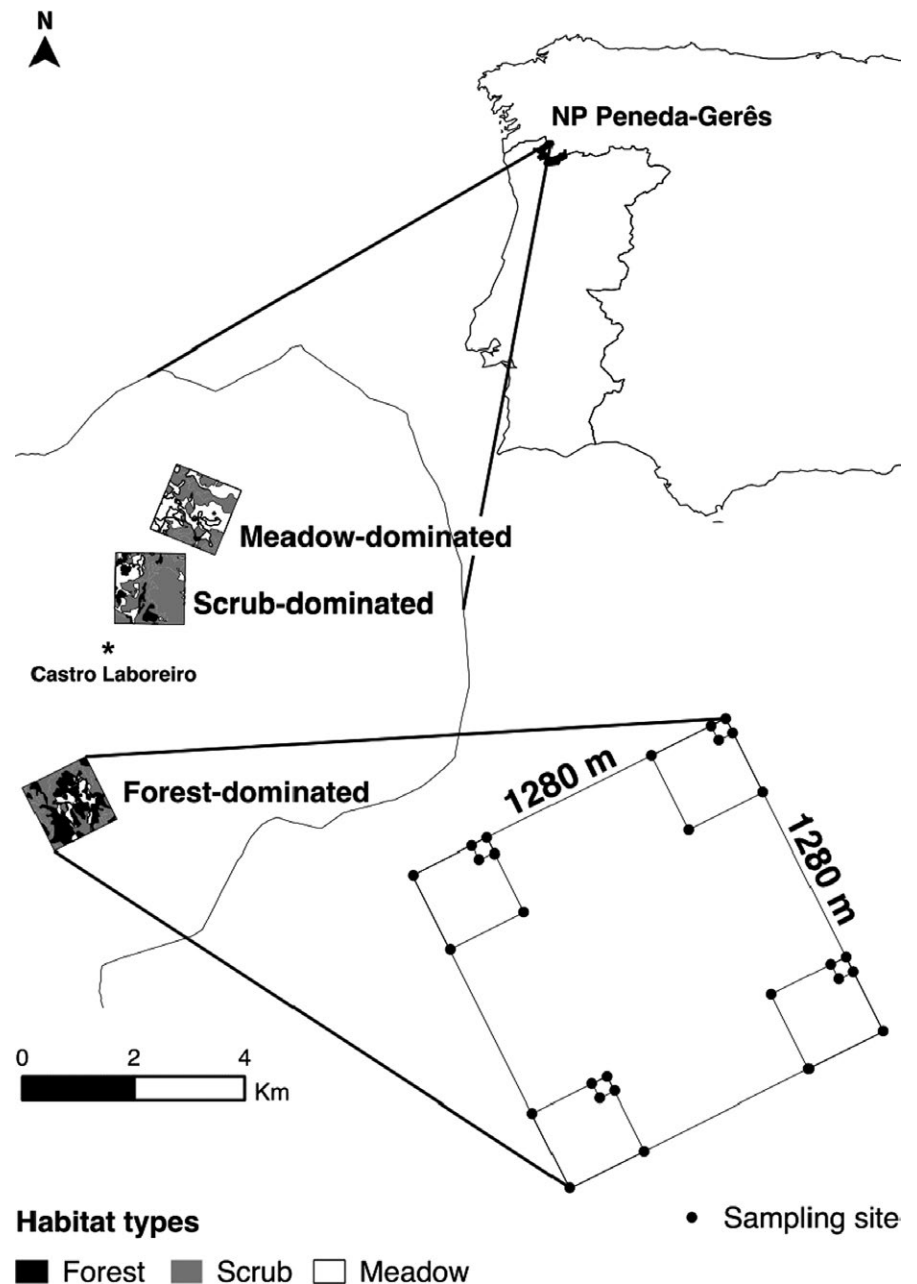 N
NP Peneda-Gerês
Meadow-dominated
Scrub-dominated
*
Castro Laboreiro
Forest-dominated
1280 m
1280 m
0 2 4
Km
Habitat types
Sampling site
Forest Scrub Meadow